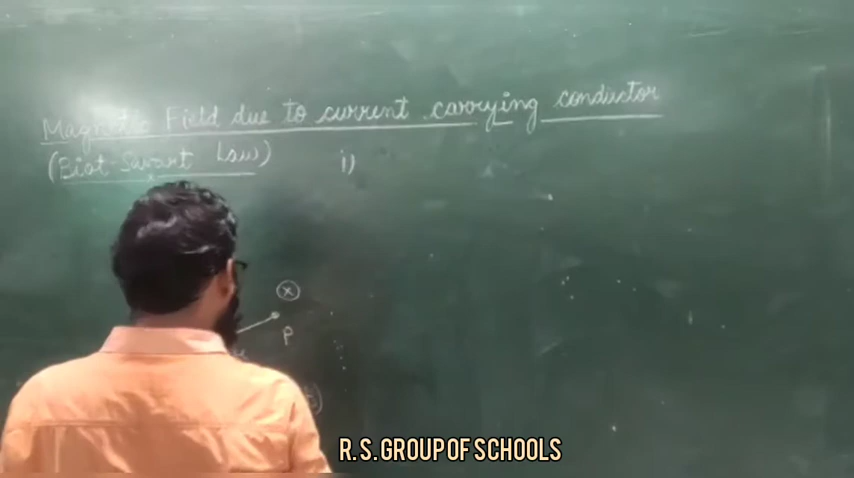 Magnetic Field due to current carrying conductor
(Biot-Savart Law)
i)
P
R. S. GROUP OF SCHOOLS